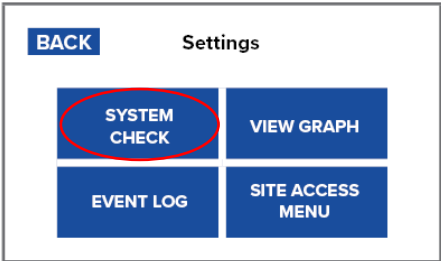 BACK Settings
SYSTEM
CHECK
VIEW GRAPH
EVENT LOG
SITE ACCESS
MENU